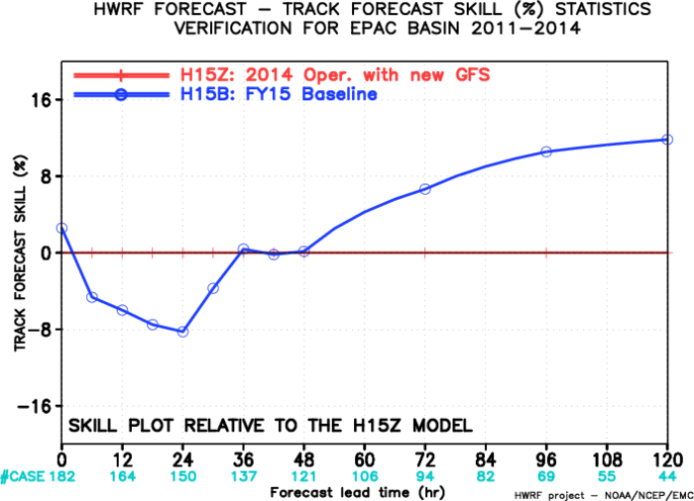 HWRF FORECAST – TRACK FORECAST SKILL (%) STATISTICS
VERIFICATION FOR EPAC BASIN 2011–2014
H15Z: 2014 Oper. with new GFS
H15B: FY15 Baseline
TRACK FORECAST SKILL (%)
16
8
0
–8
–16
SKILL PLOT RELATIVE TO THE H15Z MODEL
0 12 24 36 48 60 72 84 96 108 120
#CASE 182 164 150 137 121 106 94 82 69 55 44
Forecast lead time (hr)
HWRF project – NOAA/NCEP/EMC